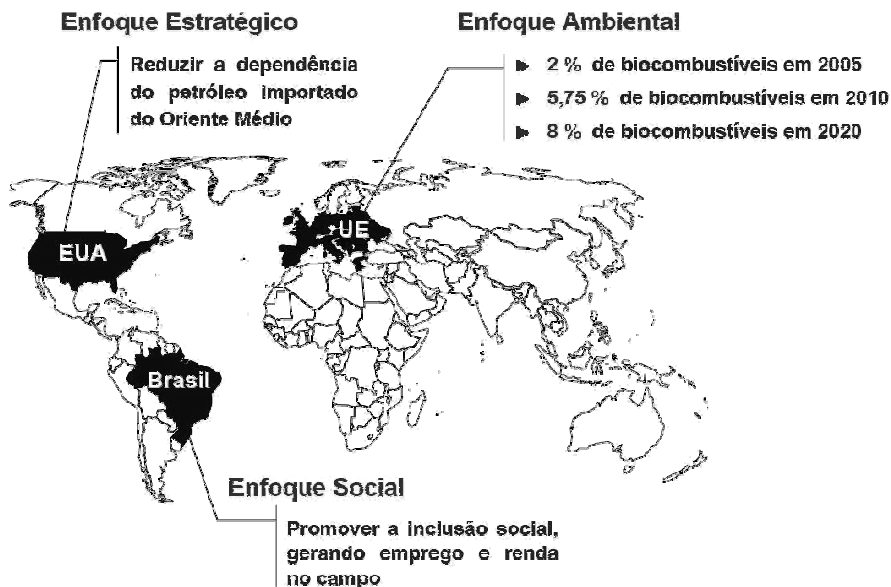 Enfoque Estratégico
Reduzir a dependência
do petróleo importado
do Oriente Médio
Enfoque Ambiental
► 2 % de biocombustíveis em 2005
► 5,75 % de biocombustíveis em 2010
► 8 % de biocombustíveis em 2020
EUA
UE
Brasil
Enfoque Social
Promover a inclusão social,
gerando emprego e renda
no campo